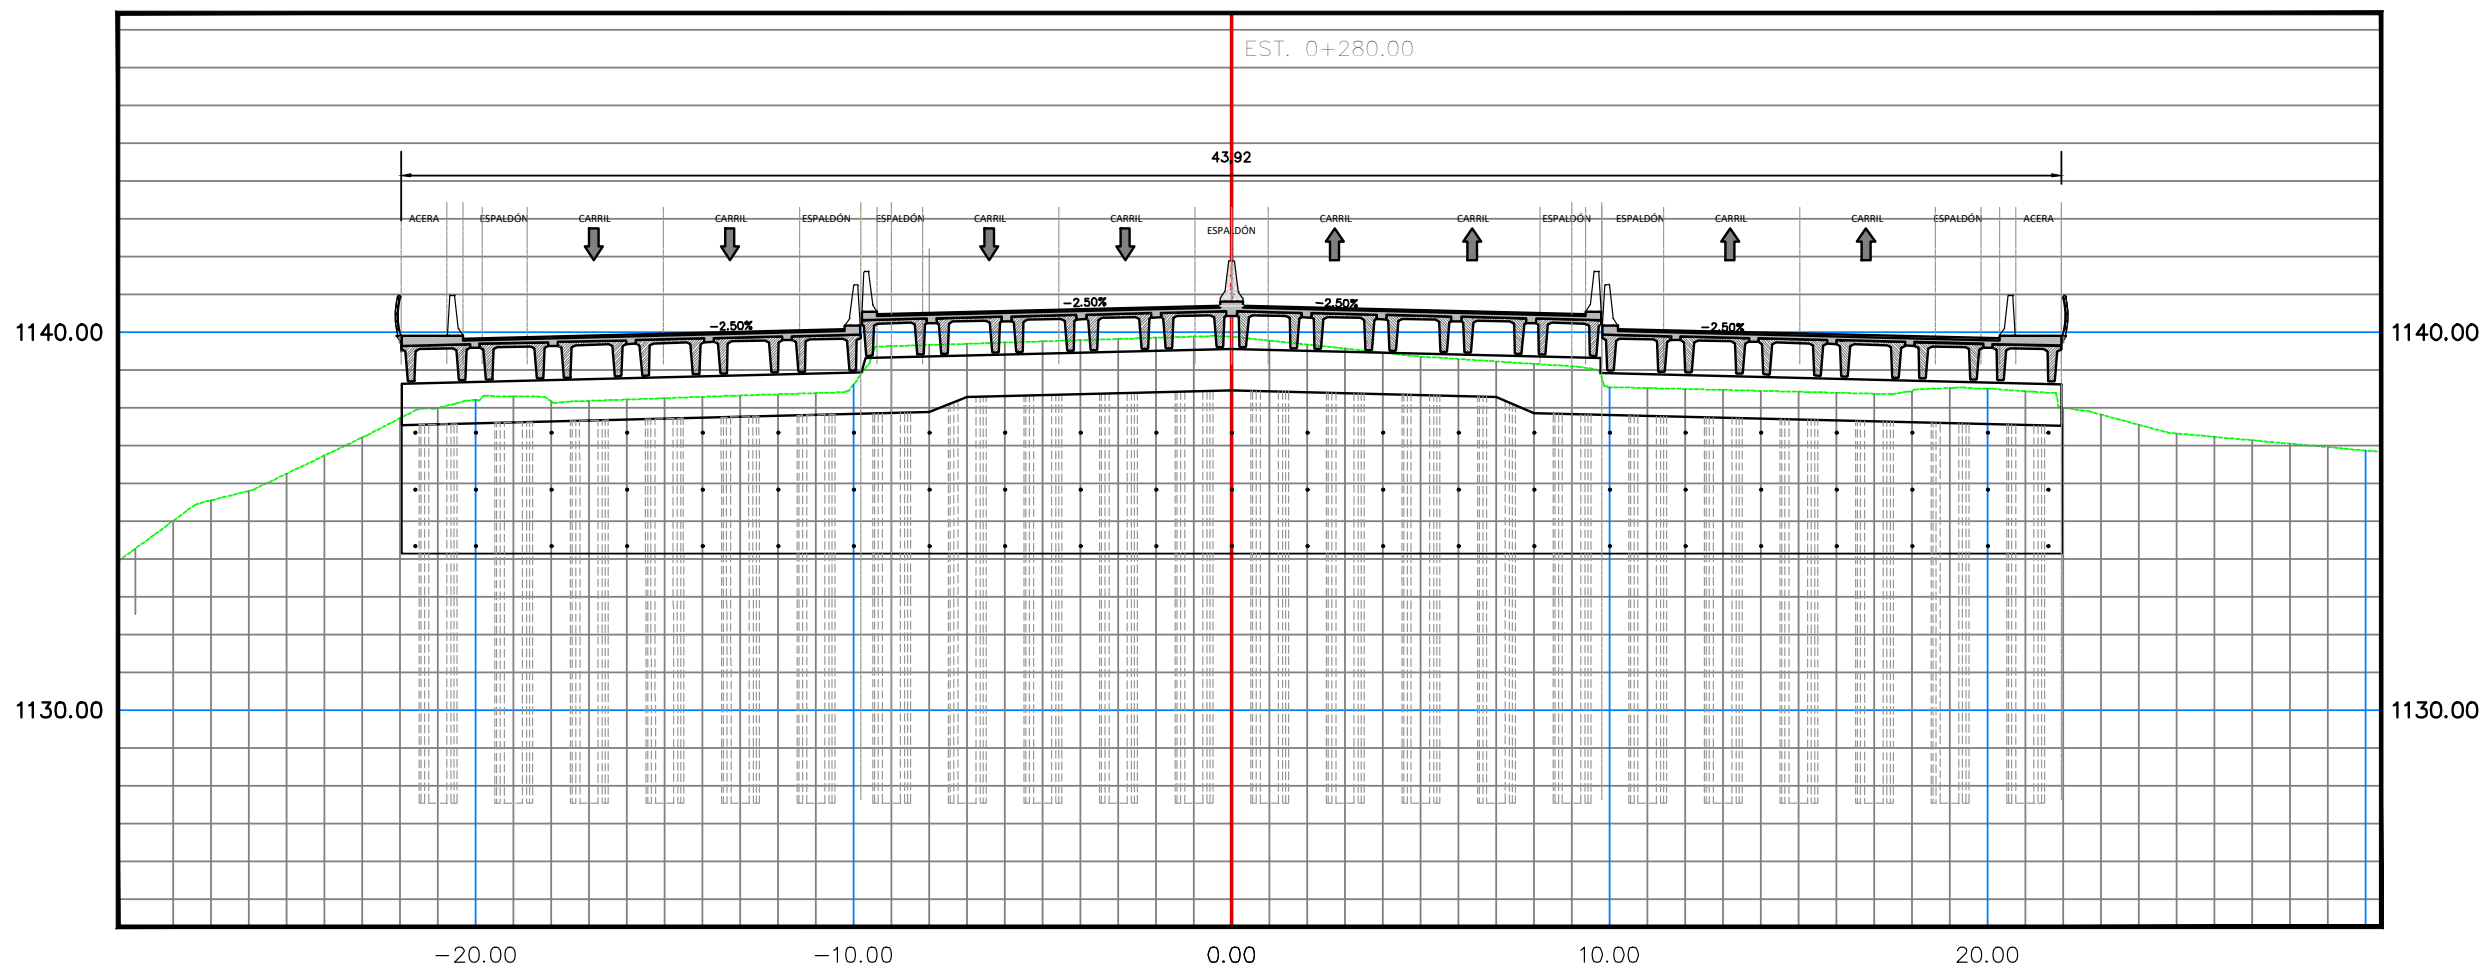 EST. 0+280.00
43.92
ACERA ESPALDÓN CARRIL CARRIL ESPALDÓN ESPALDÓN CARRIL CARRIL CARRIL CARRIL ESPALDÓN ESPALDÓN CARRIL CARRIL ESPALDÓN ACERA
ESPALDÓN
-2.50% -2.50%
-2.50% -2.50%
1140.00 1140.00
1130.00 1130.00
-20.00 -10.00 0.00 10.00 20.00